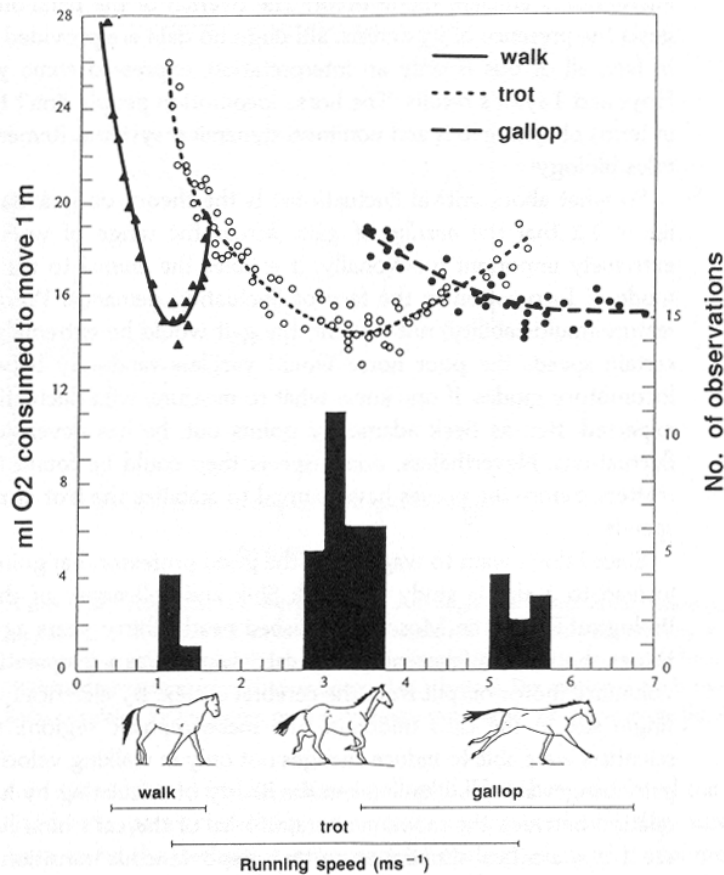 28
24
20
16
12
8
4
0
ml O2 consumed to move 1 m
walk
trot
gallop
15
10
5
0
No. of observations
0 1 2 3 4 5 6 7
walk
gallop
trot
Running speed (ms⁻¹)